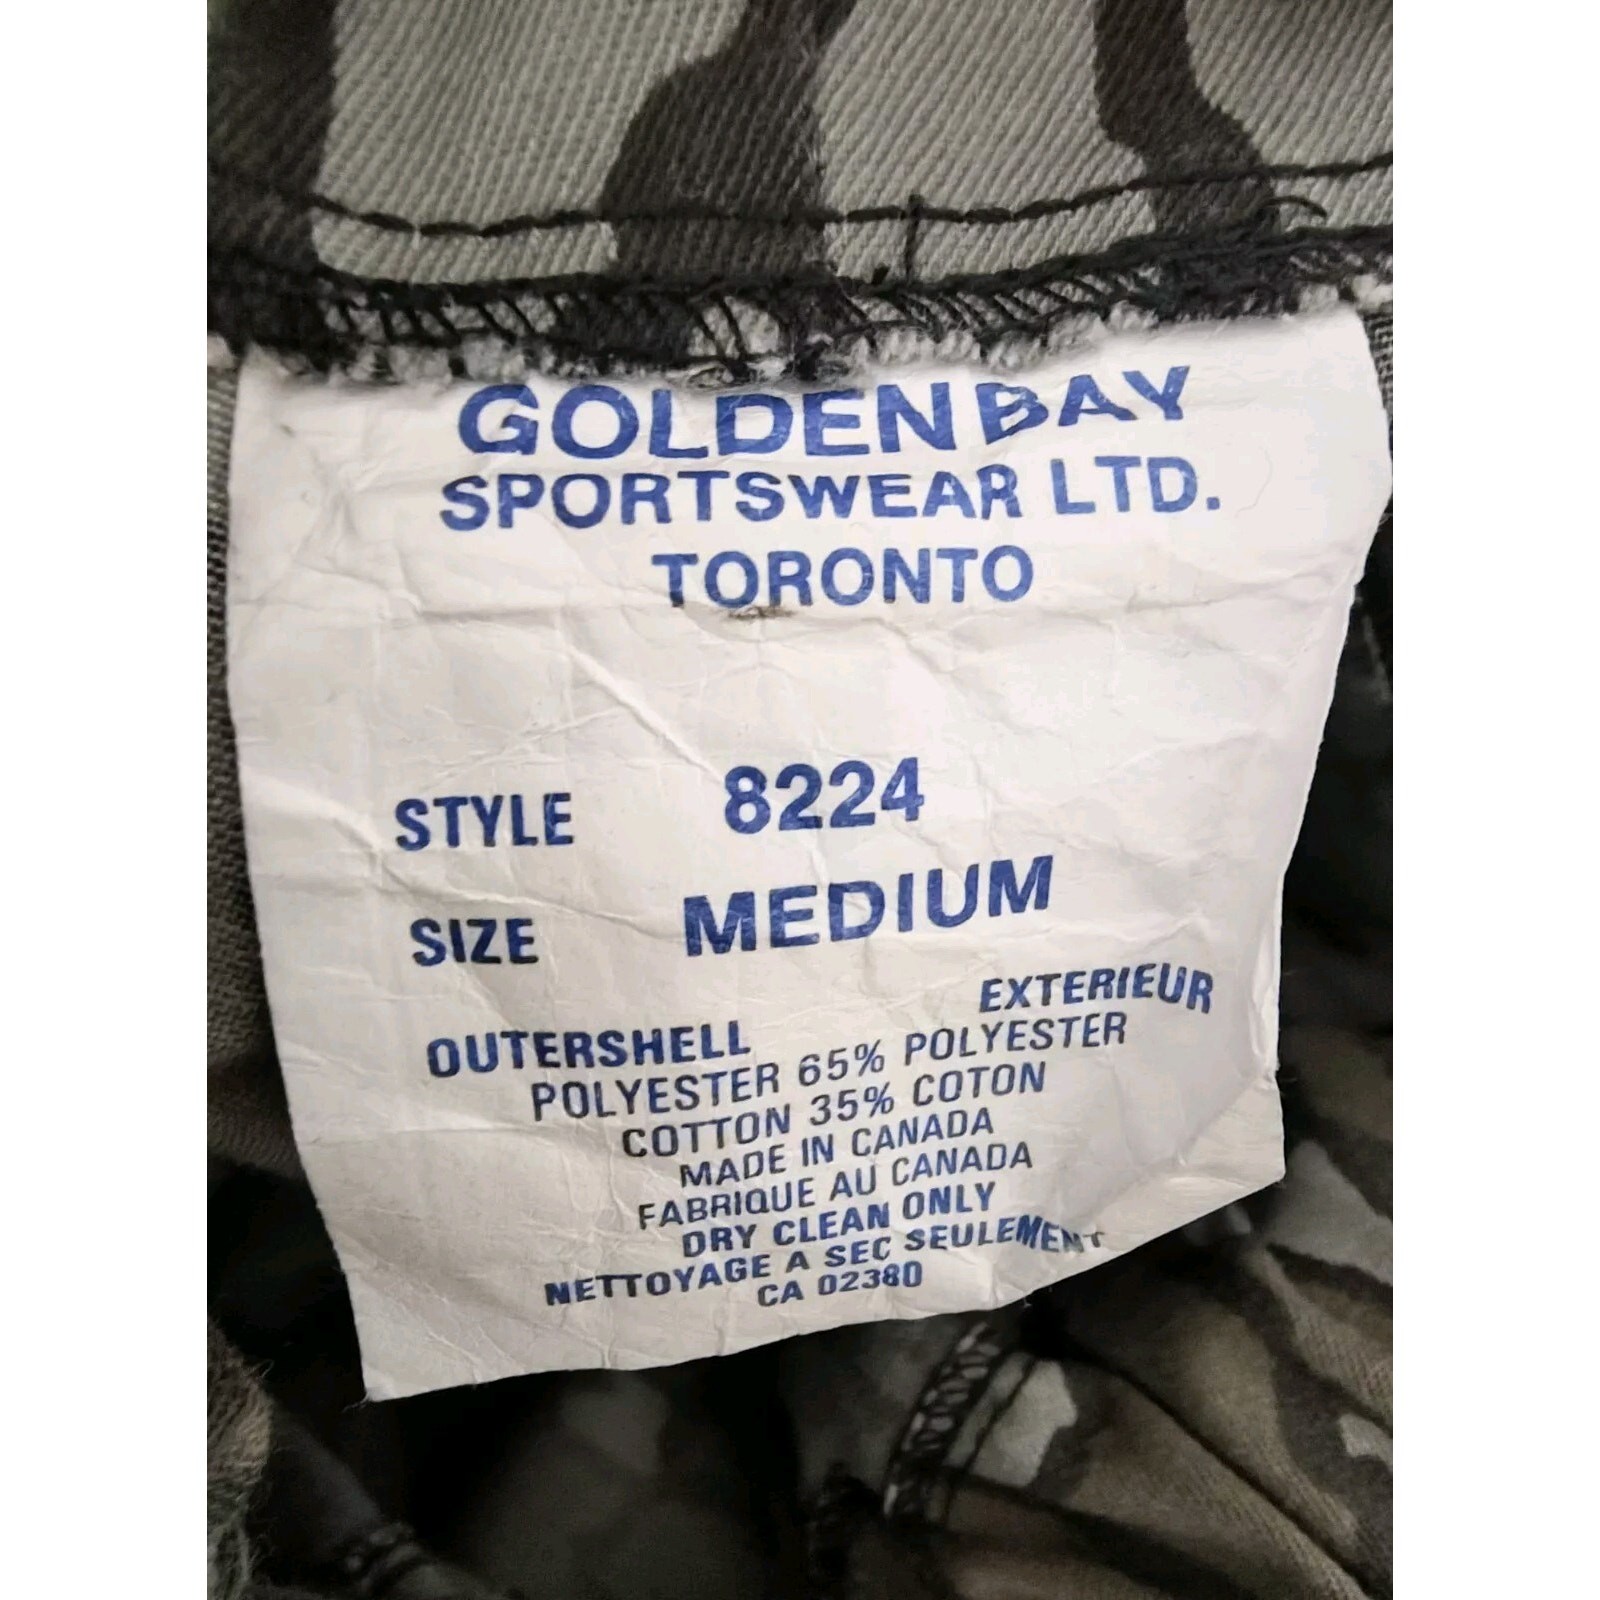 GOLDEN BAY
SPORTSWEAR LTD.
TORONTO
STYLE 8224
SIZE MEDIUM
OUTERSHELL EXTERIEUR
POLYESTER 65% POLYESTER
COTTON 35% COTON
MADE IN CANADA
FABRIQUE AU CANADA
DRY CLEAN ONLY
NETTOYAGE A SEC SEULEMENT
CA 02380